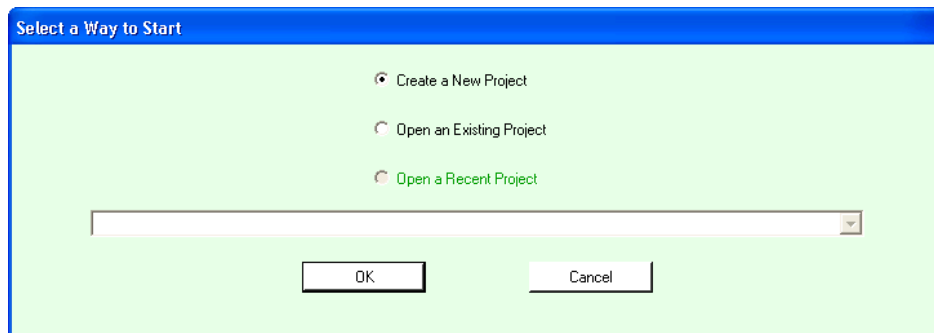 Select a Way to Start
Create a New Project
Open an Existing Project
Open a Recent Project
OK Cancel